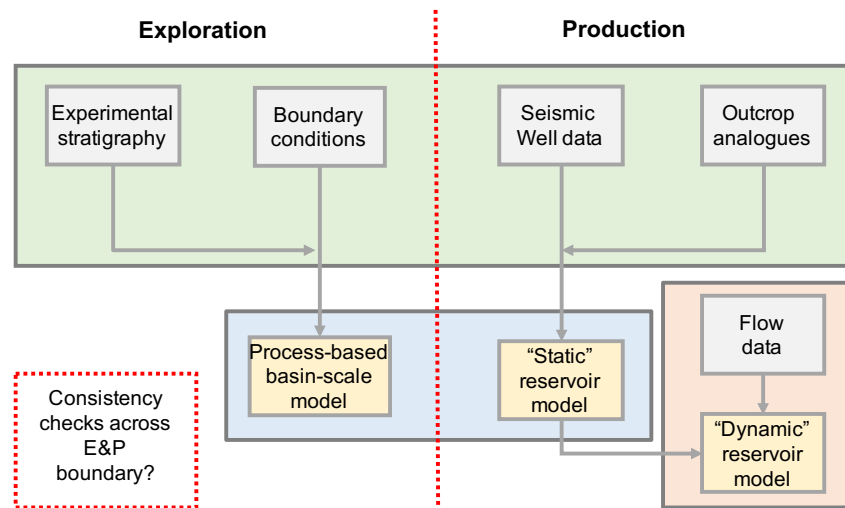 Exploration
Production
Experimental
stratigraphy
Boundary
conditions
Seismic
Well data
Outcrop
analogues
Process-based
basin-scale
model
“Static”
reservoir
model
Flow
data
“Dynamic”
reservoir
model
Consistency
checks across
E&P
boundary?